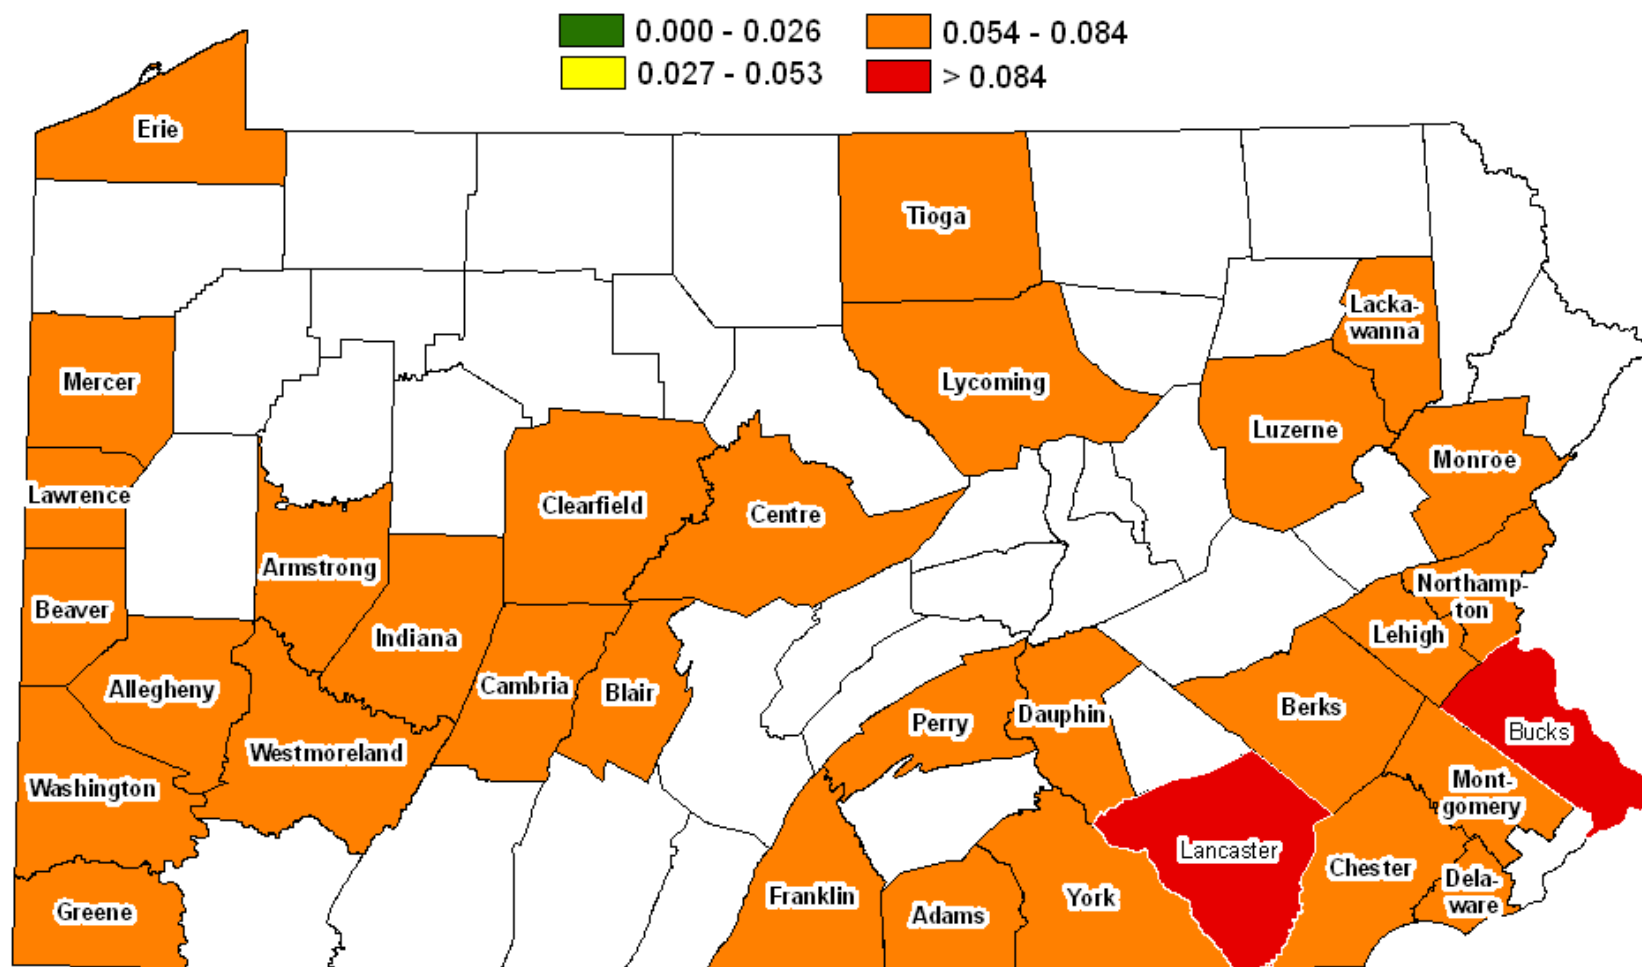 0.000 - 0.026
0.054 - 0.084
0.027 - 0.053
> 0.084
Erie
Tioga
Lacka-
wanna
Mercer
Lycoming
Luzerne
Monroe
Lawrence
Clearfield
Centre
Armstrong
Northamp-
ton
Beaver
Indiana
Lehigh
Allegheny
Cambria
Blair
Berks
Perry
Dauphin
Bucks
Westmoreland
Washington
Mont-
gomery
Lancaster
Chester
Franklin
Adams
York
Dela-
ware
Greene